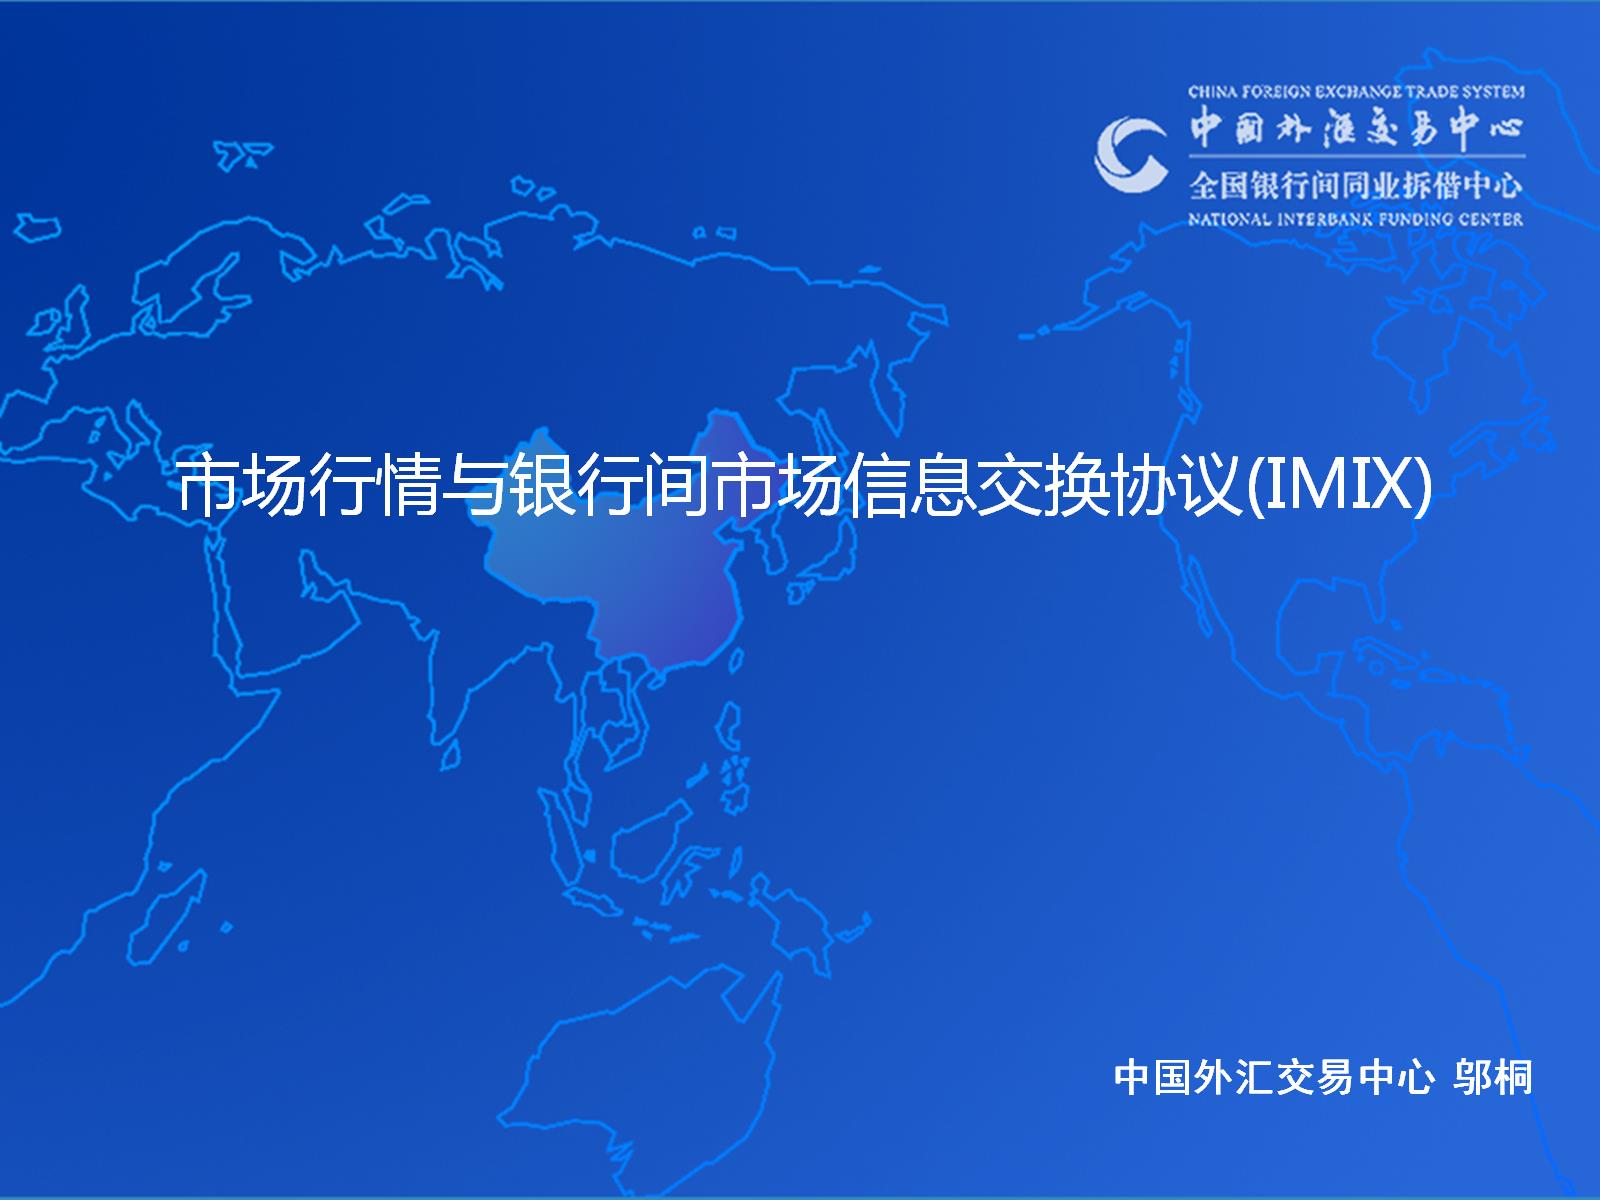 CHINA FOREIGN EXCHANGE TRADE SYSTEM
中国外汇交易中心
全国银行间同业拆借中心
NATIONAL INTERBANK FUNDING CENTER
市场行情与银行间市场信息交换协议(IMIX)
中国外汇交易中心 邬桐